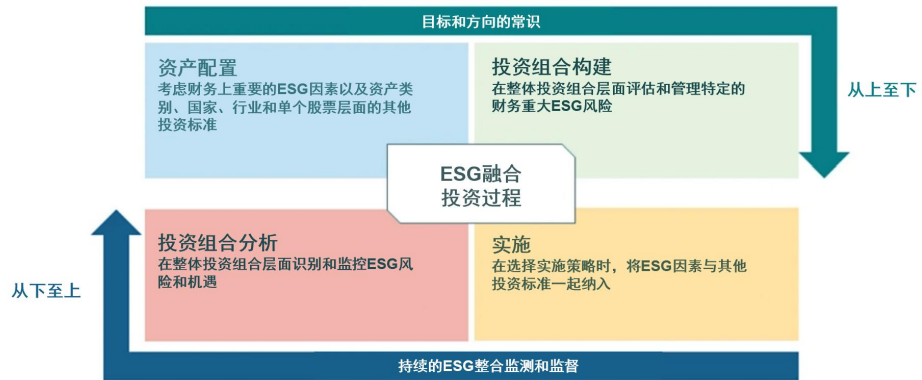 目标和方向的常识
资产配置
考虑财务上重要的ESG因素以及资产类
别、国家、行业和单个股票层面的其他
投资标准
投资组合构建
在整体投资组合层面评估和管理特定的
财务重大ESG风险
从上至下
ESG融合
投资过程
投资组合分析
在整体投资组合层面识别和监控ESG风
险和机遇
实施
在选择实施策略时，将ESG因素与其他
投资标准一起纳入
从下至上
持续的ESG整合监测和监督